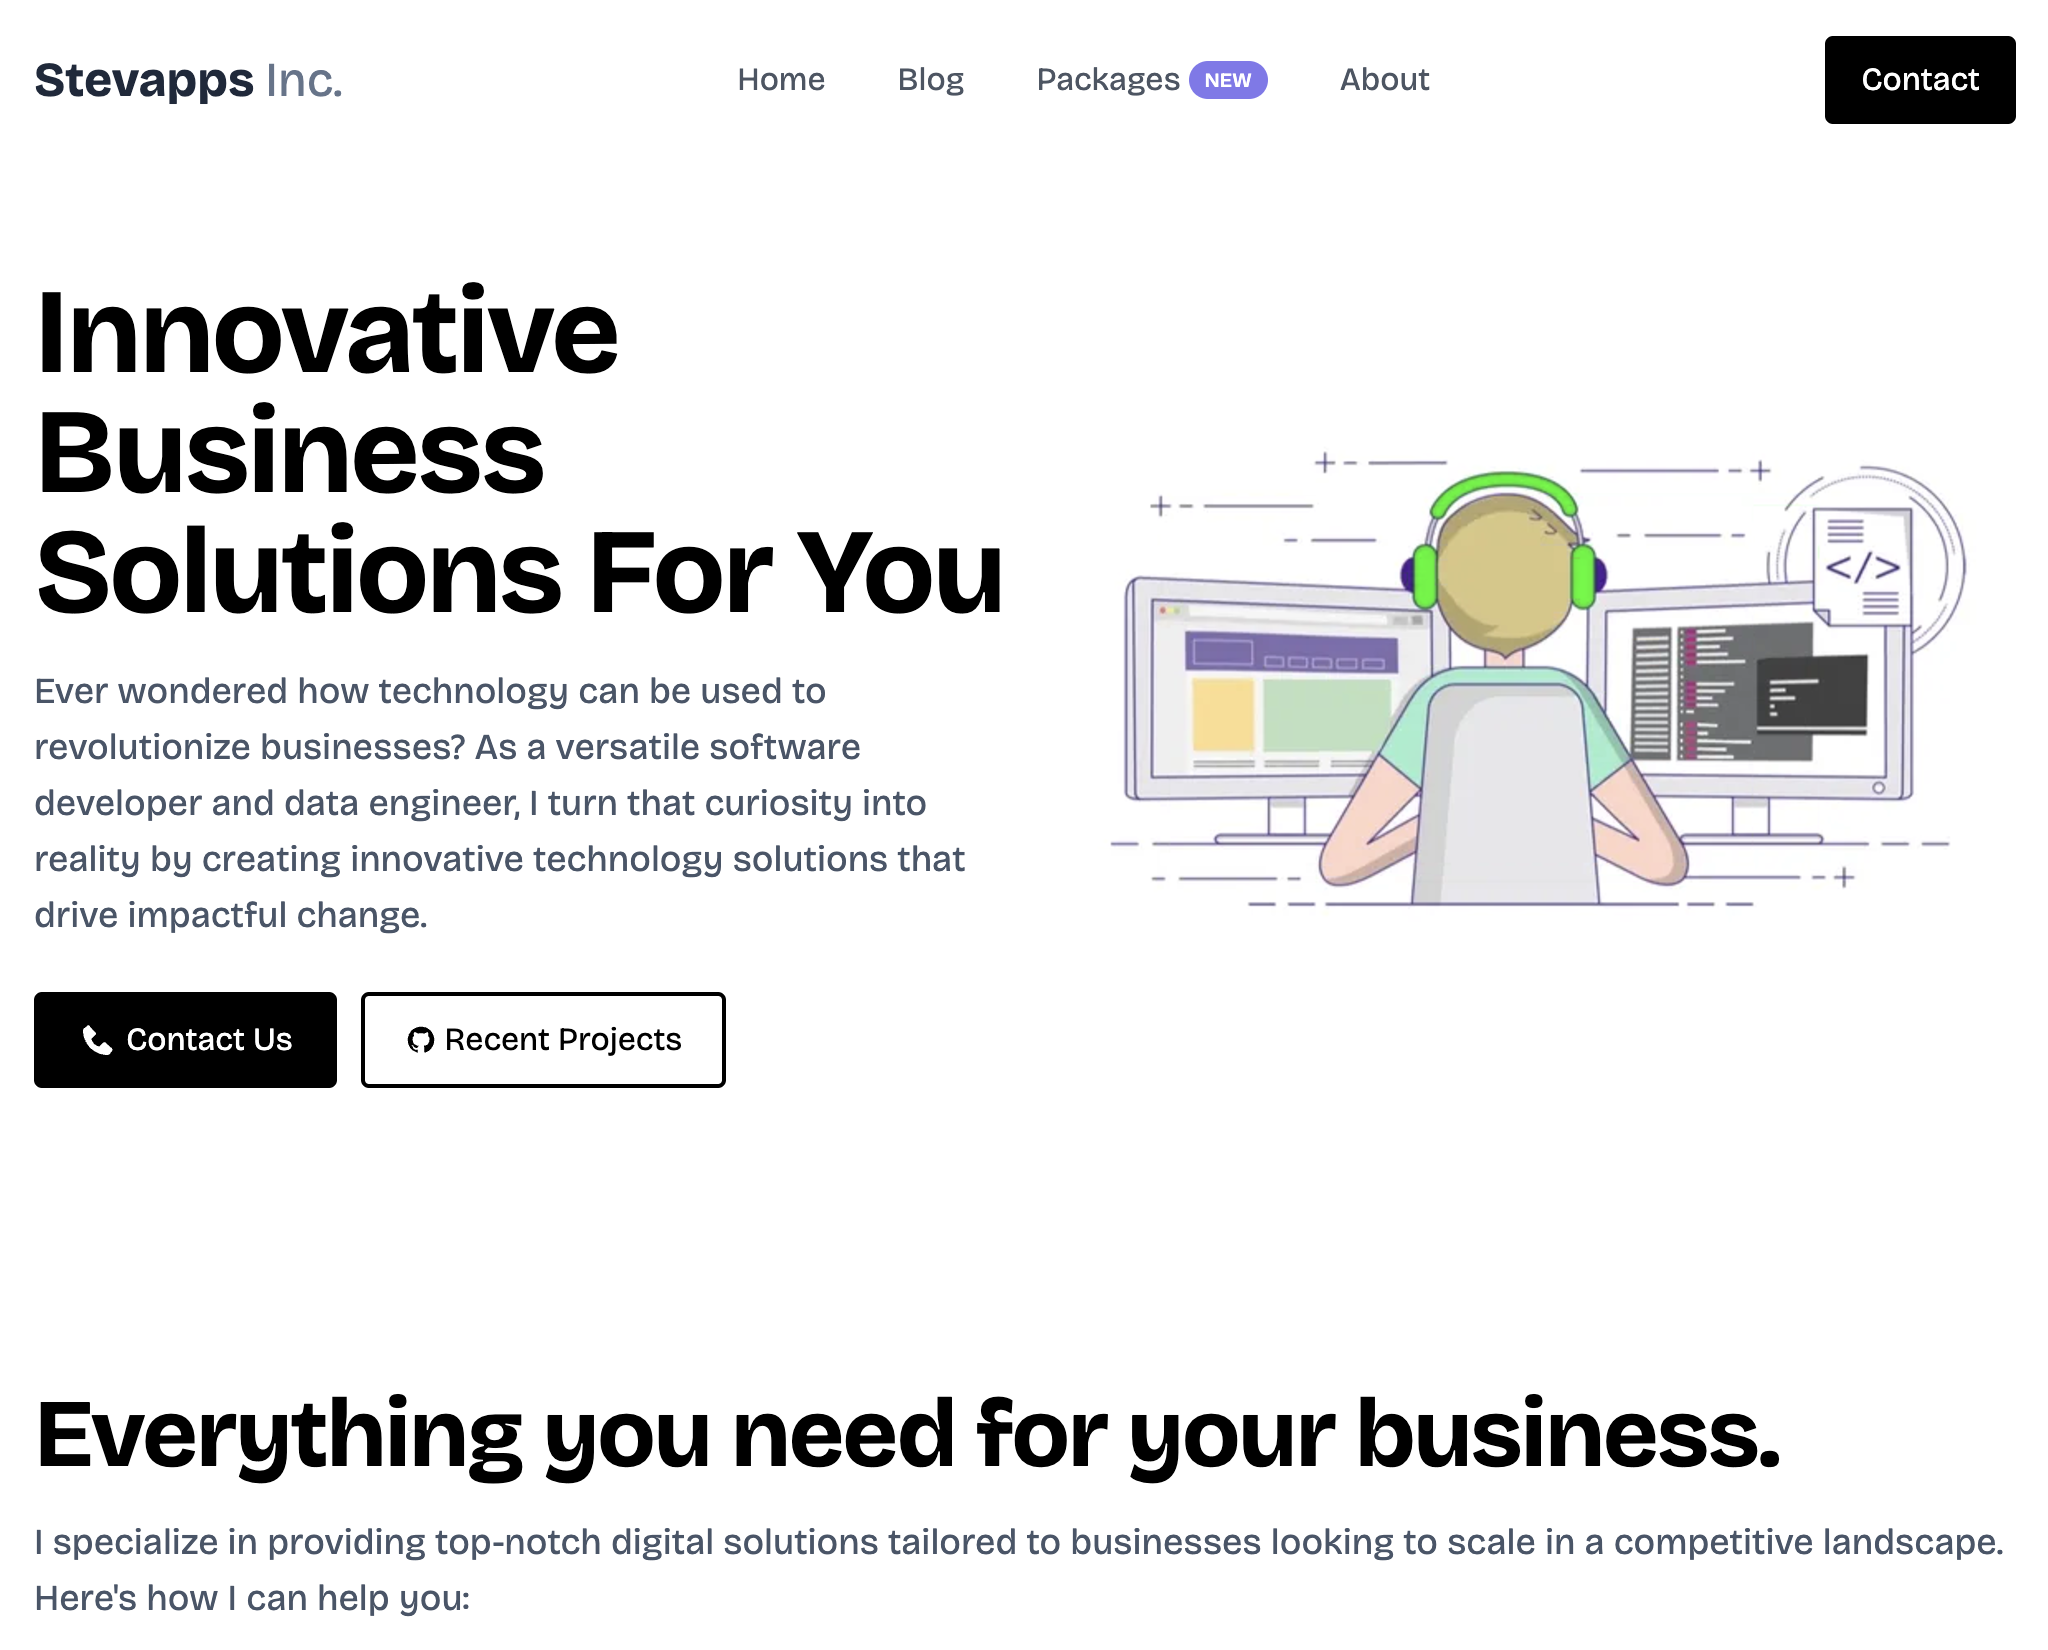 Stevapps Inc.
Home Blog Packages NEW About
Contact
Innovative
Business
Solutions For You
Ever wondered how technology can be used to
revolutionize businesses? As a versatile software
developer and data engineer, I turn that curiosity into
reality by creating innovative technology solutions that
drive impactful change.
Contact Us
Recent Projects
</>
Everything you need for your business.
I specialize in providing top-notch digital solutions tailored to businesses looking to scale in a competitive landscape.
Here's how I can help you: